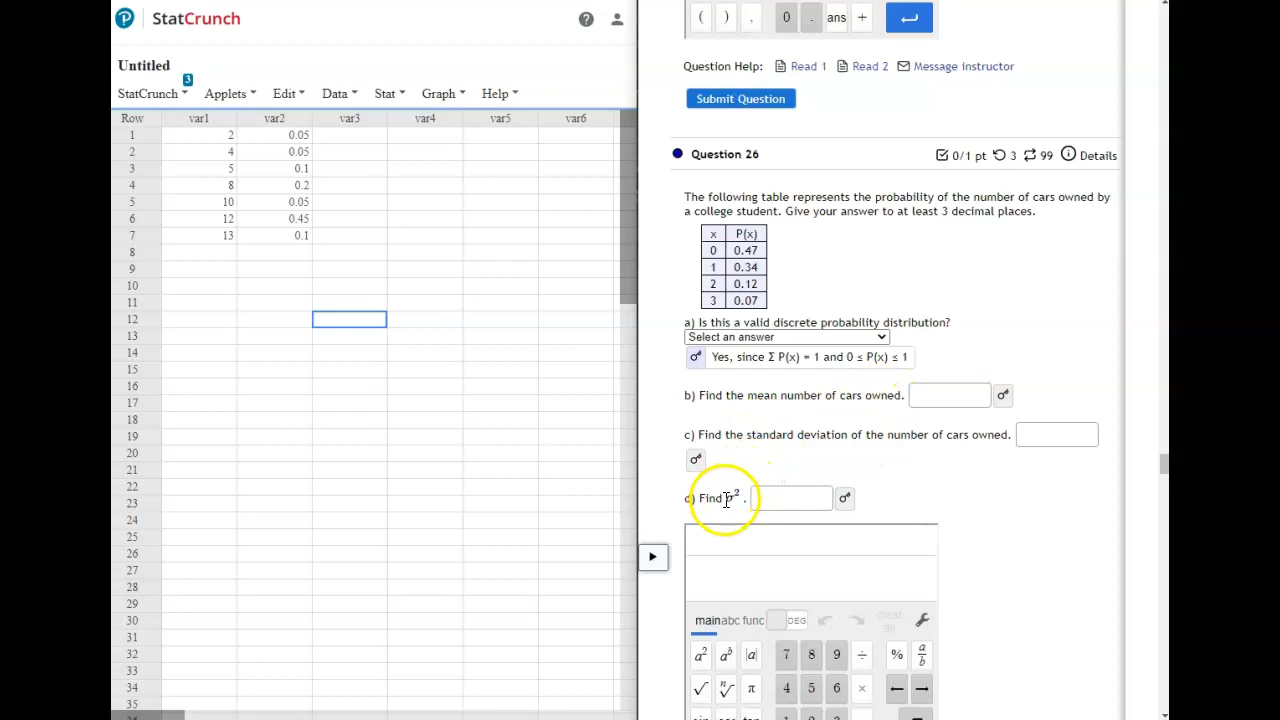 StatCrunch
Untitled
3
StatCrunch Applets Edit Data Stat Graph Help
Row var1 var2 var3 var4 var5 var6
1 2 0.05
2 4 0.05
3 5 0.1
4 8 0.2
5 10 0.05
6 12 0.45
7 13 0.1
8
9
10
11
12
13
14
15
16
17
18
19
20
21
22
23
24
25
26
27
28
29
30
31
32
33
34
35
( ) , 0 . ans +
Question Help: Read 1 Read 2 Message instructor
Submit Question
Question 26 0/1 pt 3 99 Details
The following table represents the probability of the number of cars owned by
a college student. Give your answer to at least 3 decimal places.
x P(x)
0 0.47
1 0.34
2 0.12
3 0.07
a) Is this a valid discrete probability distribution?
Select an answer
Yes, since Σ P(x) = 1 and 0 ≤ P(x) ≤ 1
b) Find the mean number of cars owned.
c) Find the standard deviation of the number of cars owned.
d) Find σ² .
main abc func DEG clear all
a² aᵇ |a| 7 8 9 ÷ % a/b
√ ⁿ√ π 4 5 6 × ← →